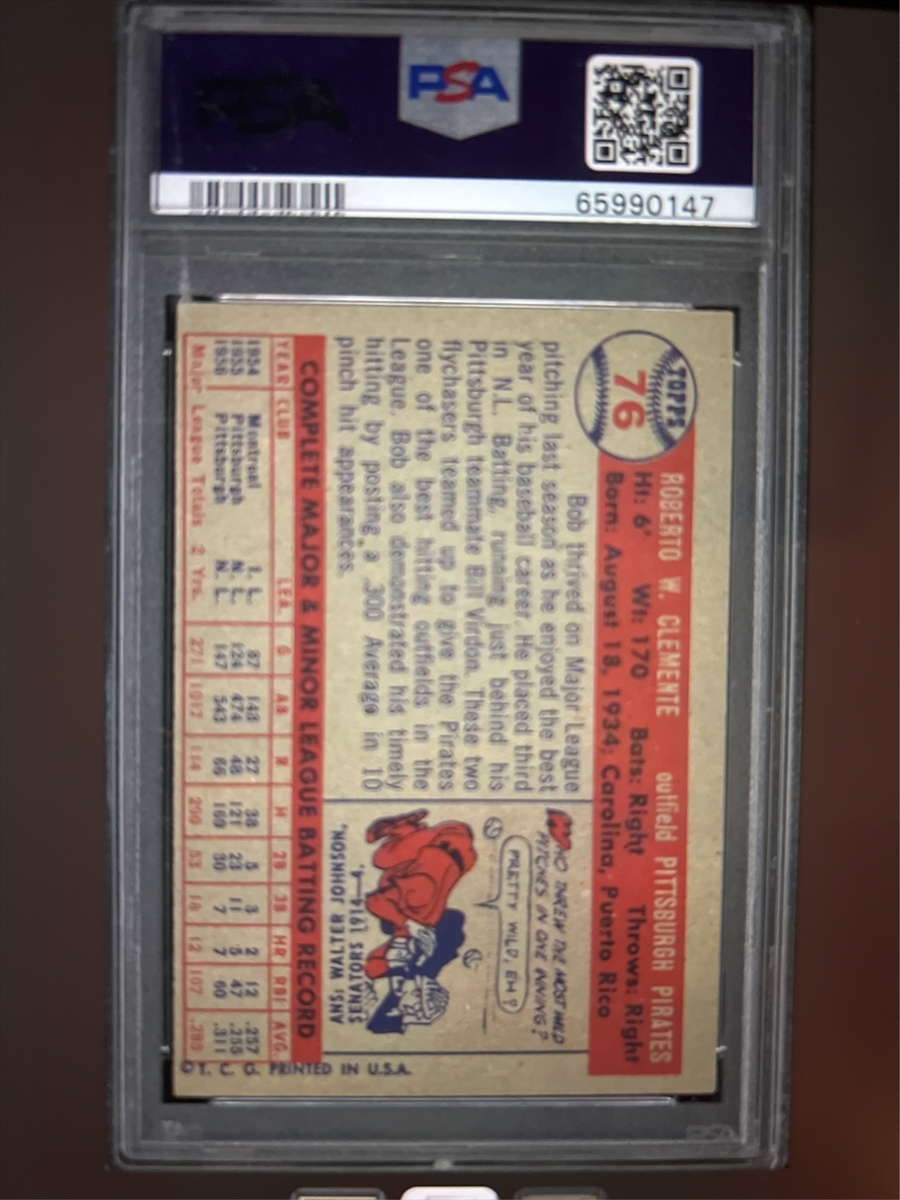 PSA
65990147
TOPPS
76
ROBERTO W. CLEMENTE outfield PITTSBURGH PIRATES
Ht: 6' Wt: 170 Bats: Right Throws: Right
Born: August 18, 1934; Carolina, Puerto Rico
Bob thrived on Major League
pitching last season as he enjoyed the best
year of his baseball career. He placed third
in N.L. Batting, running just behind his
Pittsburgh teammate Bill Virdon. These two
flychasers teamed up to give the Pirates
one of the best hitting outfields in the
League. Bob also demonstrated his timely
hitting by posting a .300 Average in 10
pinch hit appearances.
WHO THREW THE MOST WILD
PITCHES IN ONE INNING?
PRETTY WILD, EH?
ANS: WALTER JOHNSON,
SENATORS 1914—4.
COMPLETE MAJOR & MINOR LEAGUE BATTING RECORD
YEAR CLUB LEA. G AB R H 2B 3B HR RBI AVG.
1954 Montreal I. L. 87 148 27 38 5 3 2 12 .257
1955 Pittsburgh N. L. 124 474 48 121 23 11 5 47 .255
1956 Pittsburgh N. L. 147 543 66 169 30 7 7 60 .311
Major League Totals 2 Yrs. 271 1017 114 290 53 18 12 107 .285
©T. C. G. PRINTED IN U.S.A.
PSA